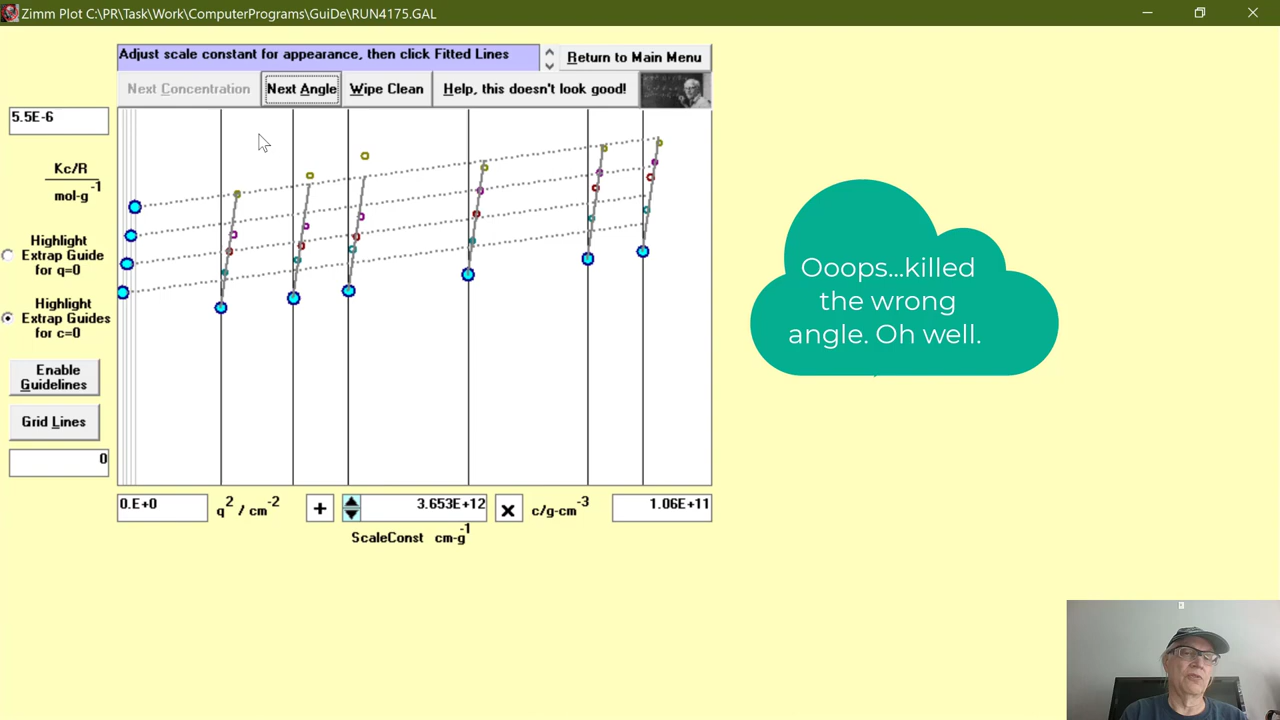 Zimm Plot C:\PR\Task\Work\ComputerPrograms\GuiDe\RUN4175.GAL
Adjust scale constant for appearance, then click Fitted Lines
Return to Main Menu
Next Concentration
Next Angle
Wipe Clean
Help, this doesn't look good!
5.5E-6
Kc/R
mol-g-1
Highlight
Extrap Guide
for q=0
Highlight
Extrap Guides
for c=0
Enable
Guidelines
Grid Lines
0
0.E+0
q2 / cm-2
+
3.653E+12
X
c/g-cm-3
1.06E+11
ScaleConst cm-g-1
Ooops...killed
the wrong
angle. Oh well.